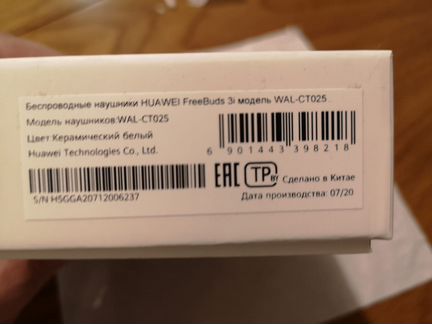 Беспроводные наушники HUAWEI FreeBuds 3i модель WAL-CT025
Модель наушников:WAL-CT025
Цвет:Керамический белый
Huawei Technologies Co., Ltd.
6 901443 398218
EAC TP BY Сделано в Китае
S/N H5GGA20712006237
Дата производства: 07/20